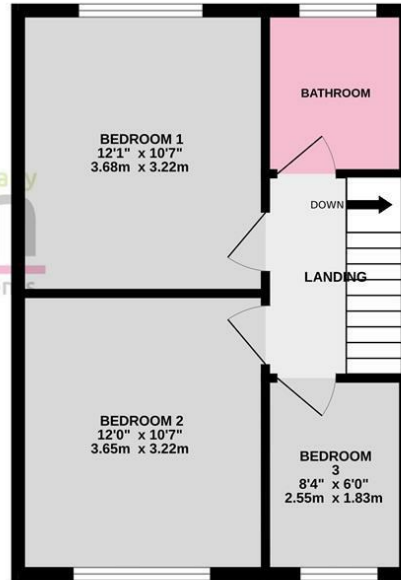 BEDROOM 1
12'1" x 10'7"
3.68m x 3.22m
BATHROOM
DOWN
LANDING
BEDROOM 2
12'0" x 10'7"
3.65m x 3.22m
BEDROOM
3
8'4" x 6'0"
2.55m x 1.83m